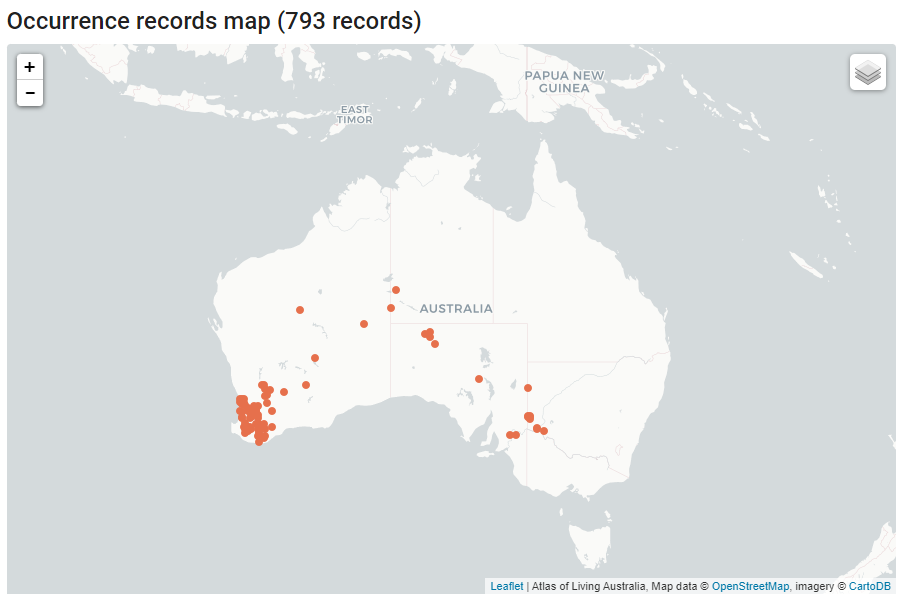 Occurrence records map (793 records)
+
−
PAPUA NEW
GUINEA
EAST
TIMOR
AUSTRALIA
Leaflet | Atlas of Living Australia, Map data © OpenStreetMap, imagery © CartoDB